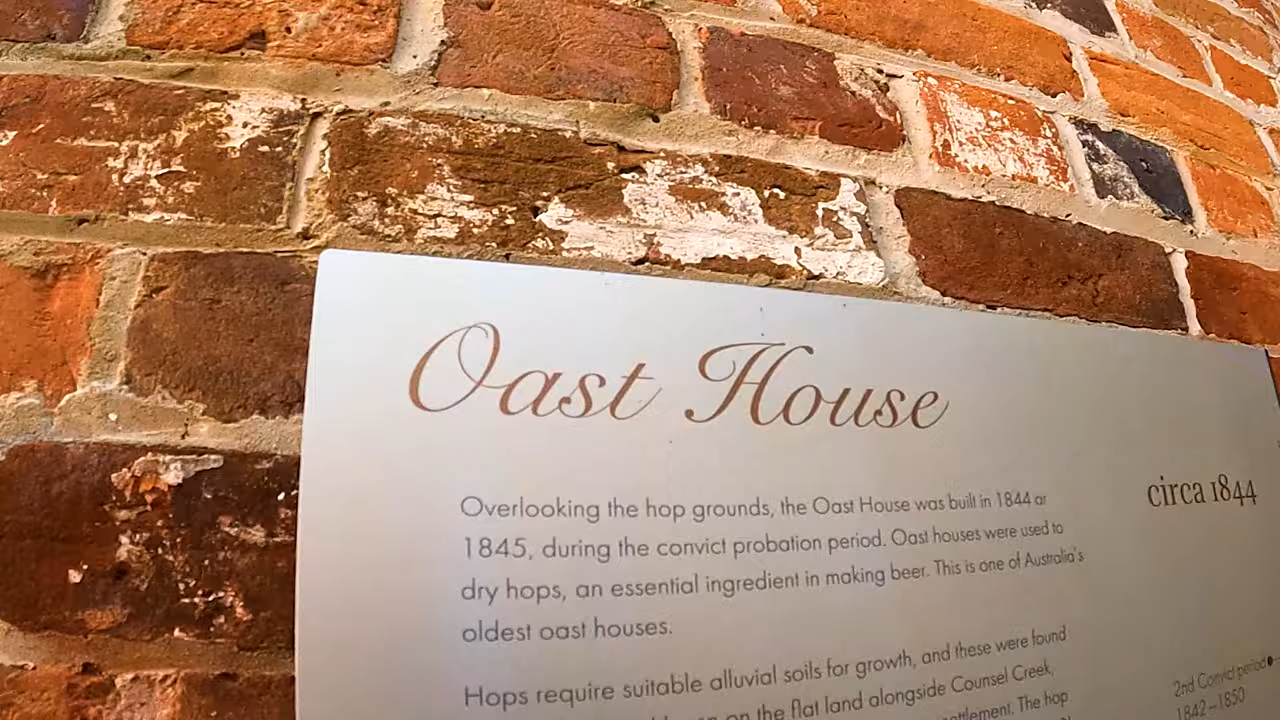 Oast House
circa 1844
Overlooking the hop grounds, the Oast House was built in 1844 or
1845, during the convict probation period. Oast houses were used to
dry hops, an essential ingredient in making beer. This is one of Australia's
oldest oast houses.
Hops require suitable alluvial soils for growth, and these were found
on the flat land alongside Counsel Creek,
The hop
2nd Convict period
1842–1850